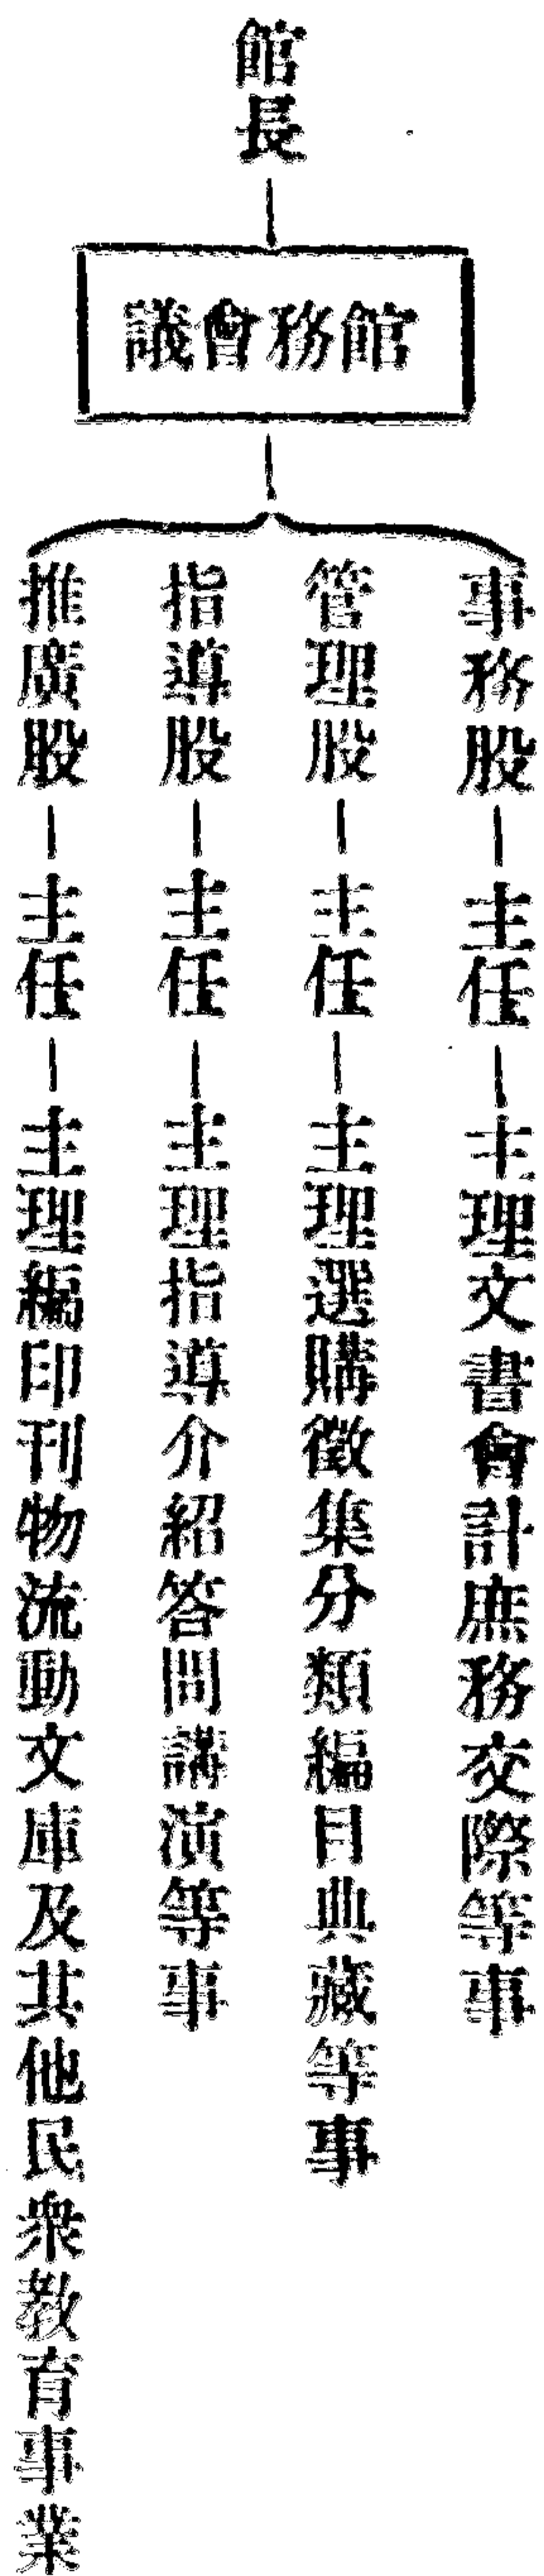 館長
館務會議
事務股—主任—主理文書會計庶務交際等事
管理股—主任—主理選購徵集分類編目典藏等事
指導股—主任—主理指導介紹答問講演等事
推廣股—主任—主理編印刊物流動文庫及其他民衆教育事業